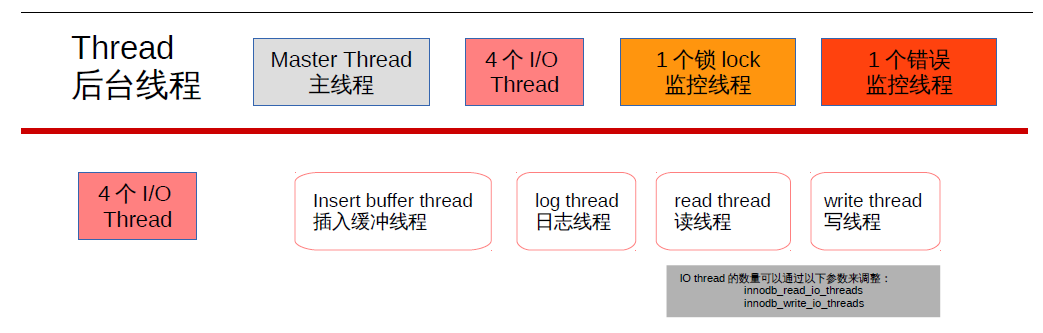 Thread
后台线程
Master Thread
主线程
4 个 I/O
Thread
1 个锁 lock
监控线程
1 个错误
监控线程
4 个 I/O
Thread
Insert buffer thread
插入缓冲线程
log thread
日志线程
read thread
读线程
write thread
写线程
IO thread 的数量可以通过以下参数来调整：
innodb_read_io_threads
innodb_write_io_threads